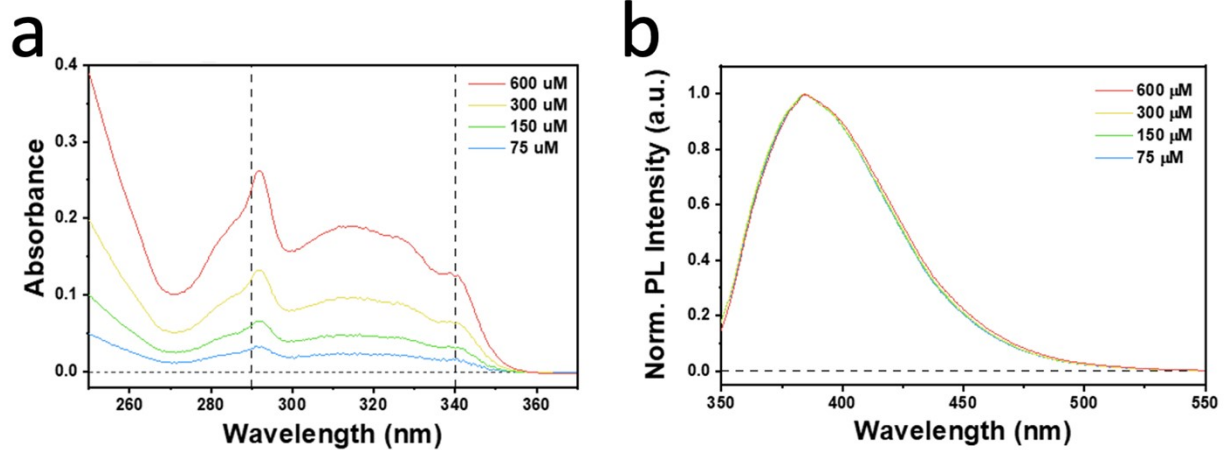 a
0.4
0.3
0.2
0.1
0.0
Absorbance
600 uM
300 uM
150 uM
75 uM
260 280 300 320 340 360
Wavelength (nm)
b
1.0
0.8
0.6
0.4
0.2
0.0
Norm. PL Intensity (a.u.)
600 μM
300 μM
150 μM
75 μM
350 400 450 500 550
Wavelength (nm)